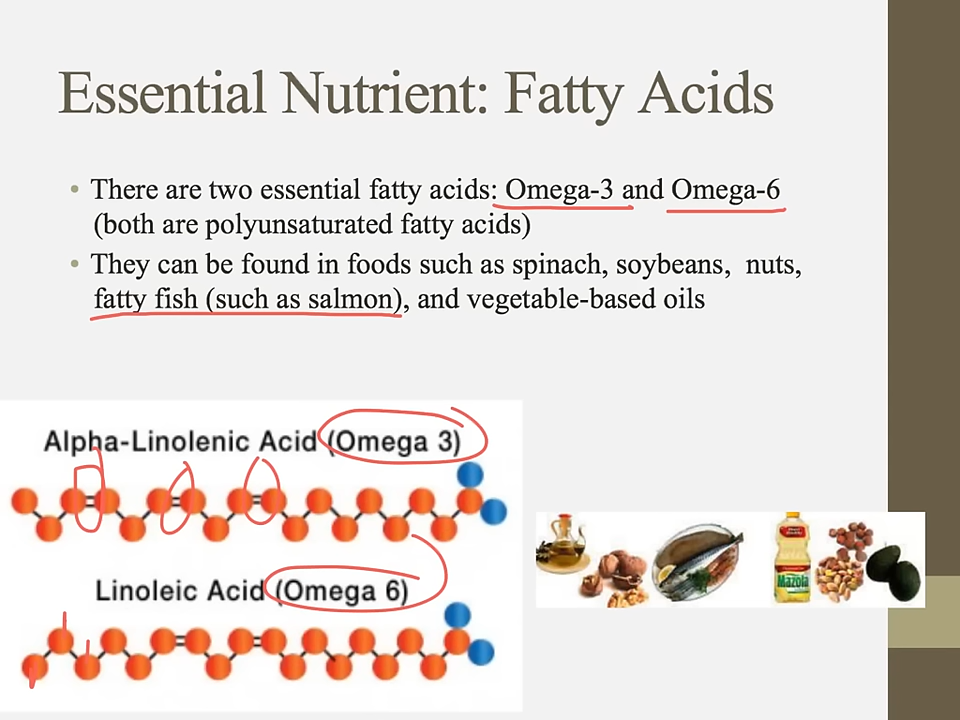 Essential Nutrient: Fatty Acids
• There are two essential fatty acids: Omega-3 and Omega-6
(both are polyunsaturated fatty acids)
• They can be found in foods such as spinach, soybeans, nuts,
fatty fish (such as salmon), and vegetable-based oils
Alpha-Linolenic Acid (Omega 3)
Linoleic Acid (Omega 6)
Mazola